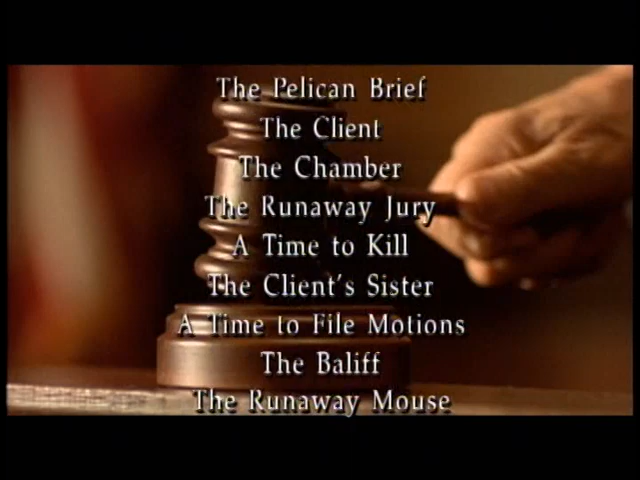 The Pelican Brief
The Client
The Chamber
The Runaway Jury
A Time to Kill
The Client's Sister
A Time to File Motions
The Baliff
The Runaway Mouse